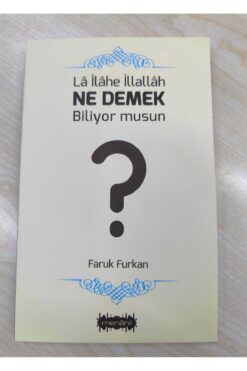 Lâ İlâhe İllallâh
NE DEMEK
Biliyor musun
?
Faruk Furkan